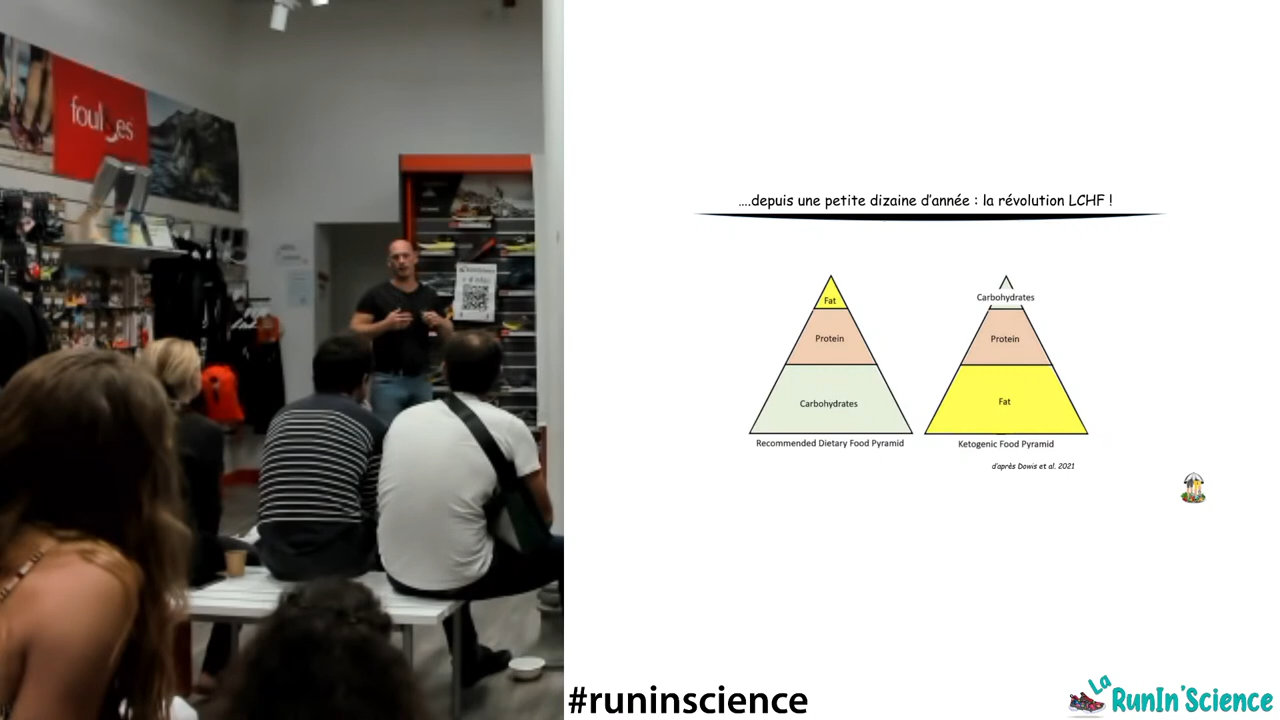 foulées
....depuis une petite dizaine d'année : la révolution LCHF !
Fat
Protein
Carbohydrates
Recommended Dietary Food Pyramid
Carbohydrates
Protein
Fat
Ketogenic Food Pyramid
d'après Dowis et al. 2021
#runinscience
La RunIn'Science